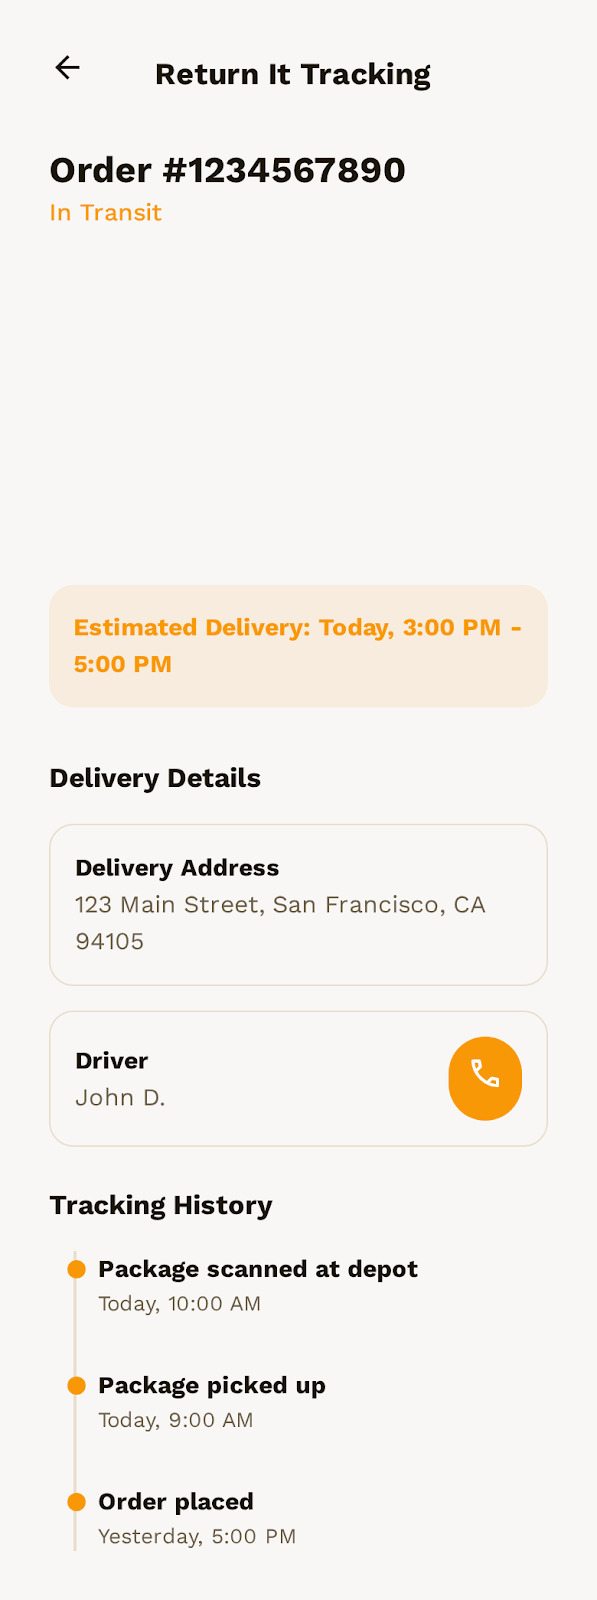 Return It Tracking
Order #1234567890
In Transit
Estimated Delivery: Today, 3:00 PM -
5:00 PM
Delivery Details
Delivery Address
123 Main Street, San Francisco, CA
94105
Driver
John D.
Tracking History
Package scanned at depot
Today, 10:00 AM
Package picked up
Today, 9:00 AM
Order placed
Yesterday, 5:00 PM